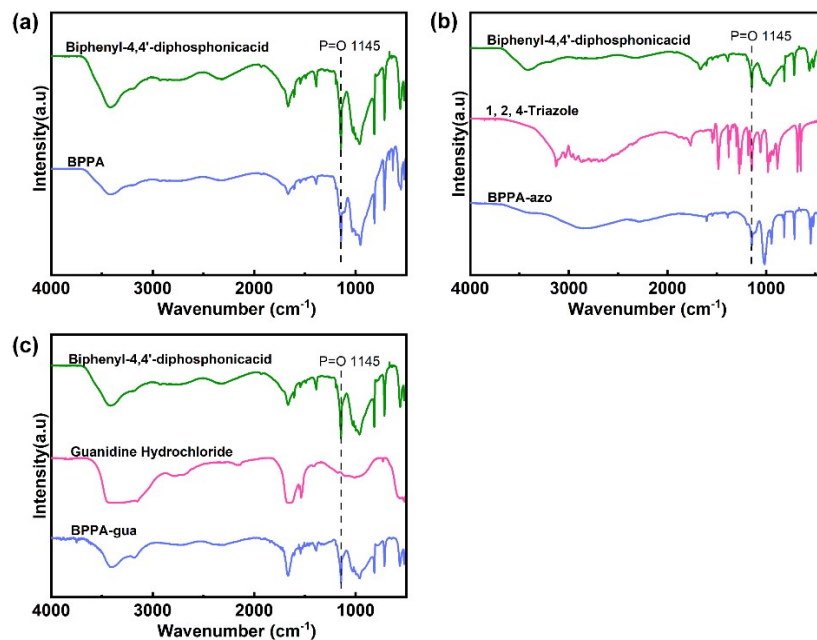 (a)
Biphenyl-4,4'-diphosphonicacid
P=O 1145
BPPA
Intensity(a.u)
4000 3000 2000 1000
Wavenumber (cm⁻¹)
(b)
P=O 1145
Biphenyl-4,4'-diphosphonicacid
1, 2, 4-Triazole
BPPA-azo
Intensity(a.u)
4000 3000 2000 1000
Wavenumber (cm⁻¹)
(c)
Biphenyl-4,4'-diphosphonicacid
P=O 1145
Guanidine Hydrochloride
BPPA-gua
Intensity(a.u)
4000 3000 2000 1000
Wavenumber (cm⁻¹)